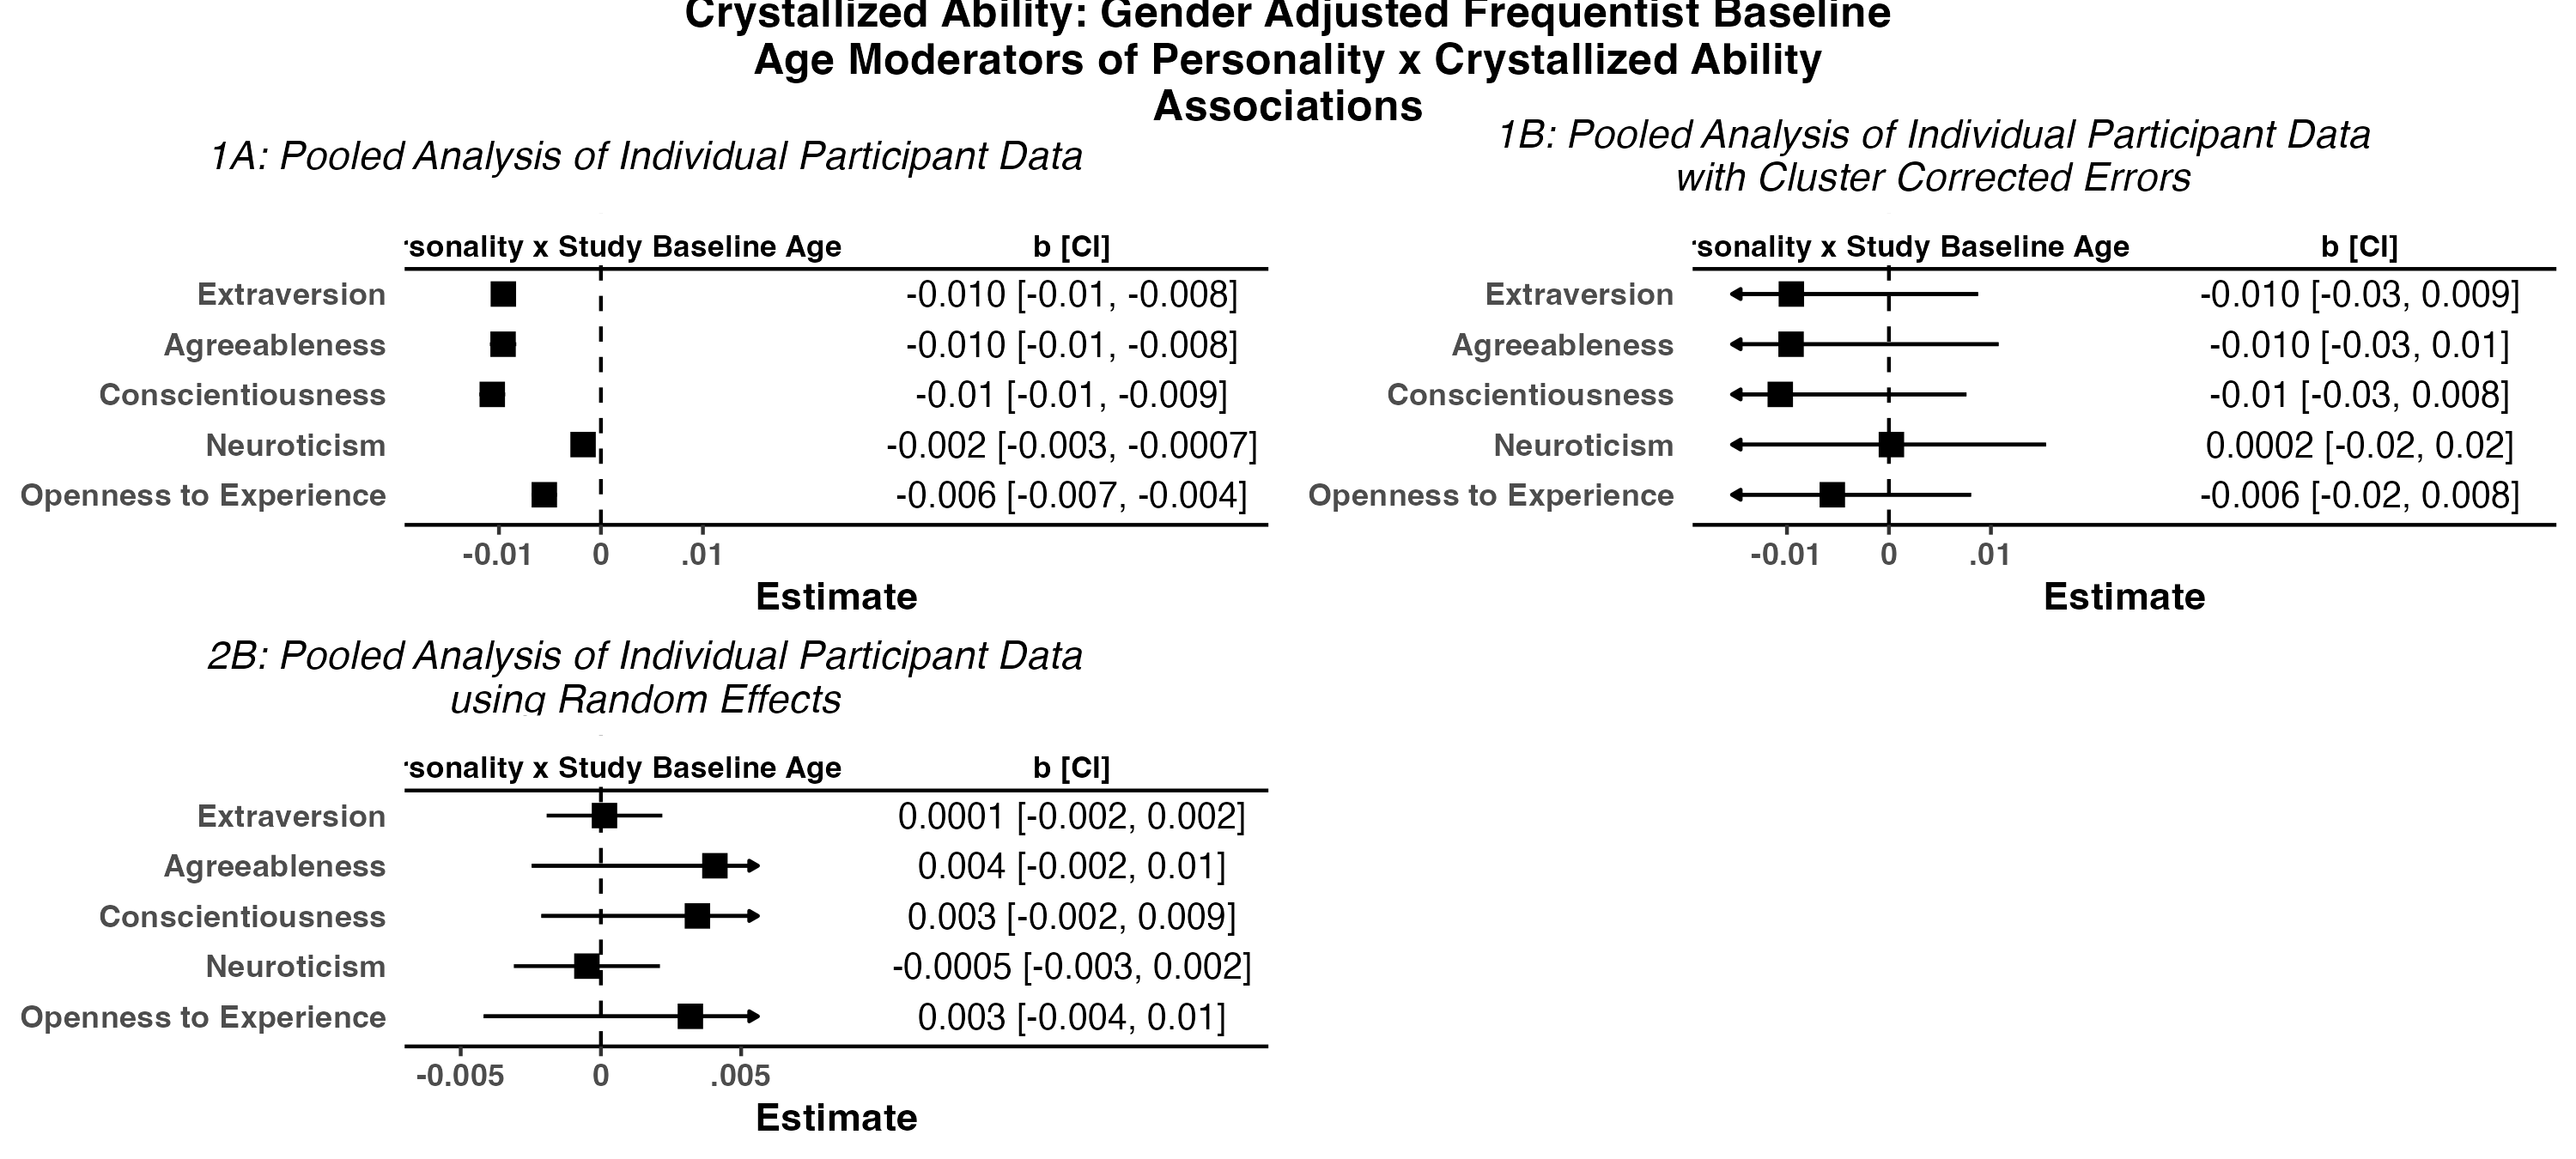 Crystallized Ability: Gender Adjusted Frequentist Baseline
Age Moderators of Personality x Crystallized Ability
Associations
1A: Pooled Analysis of Individual Participant Data
sonality x Study Baseline Age b [CI]
Extraversion -0.010 [-0.01, -0.008]
Agreeableness -0.010 [-0.01, -0.008]
Conscientiousness -0.01 [-0.01, -0.009]
Neuroticism -0.002 [-0.003, -0.0007]
Openness to Experience -0.006 [-0.007, -0.004]
-0.01 0 .01
Estimate
1B: Pooled Analysis of Individual Participant Data
with Cluster Corrected Errors
sonality x Study Baseline Age b [CI]
Extraversion -0.010 [-0.03, 0.009]
Agreeableness -0.010 [-0.03, 0.01]
Conscientiousness -0.01 [-0.03, 0.008]
Neuroticism 0.0002 [-0.02, 0.02]
Openness to Experience -0.006 [-0.02, 0.008]
-0.01 0 .01
Estimate
2B: Pooled Analysis of Individual Participant Data
using Random Effects
sonality x Study Baseline Age b [CI]
Extraversion 0.0001 [-0.002, 0.002]
Agreeableness 0.004 [-0.002, 0.01]
Conscientiousness 0.003 [-0.002, 0.009]
Neuroticism -0.0005 [-0.003, 0.002]
Openness to Experience 0.003 [-0.004, 0.01]
-0.005 0 .005
Estimate